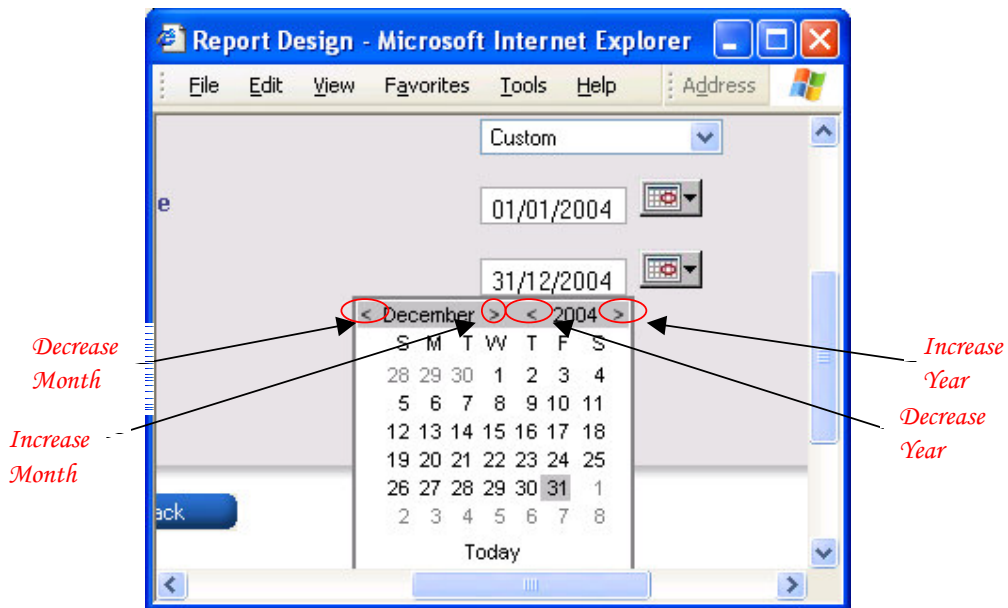 Report Design - Microsoft Internet Explorer
File Edit View Favorites Tools Help Address
Custom
e
01/01/2004
31/12/2004
< December > < 2004 >
S M T W T F S
28 29 30 1 2 3 4
5 6 7 8 9 10 11
12 13 14 15 16 17 18
19 20 21 22 23 24 25
26 27 28 29 30 31 1
2 3 4 5 6 7 8
Today
ack
Decrease
Month
Increase
Month
Increase
Year
Decrease
Year